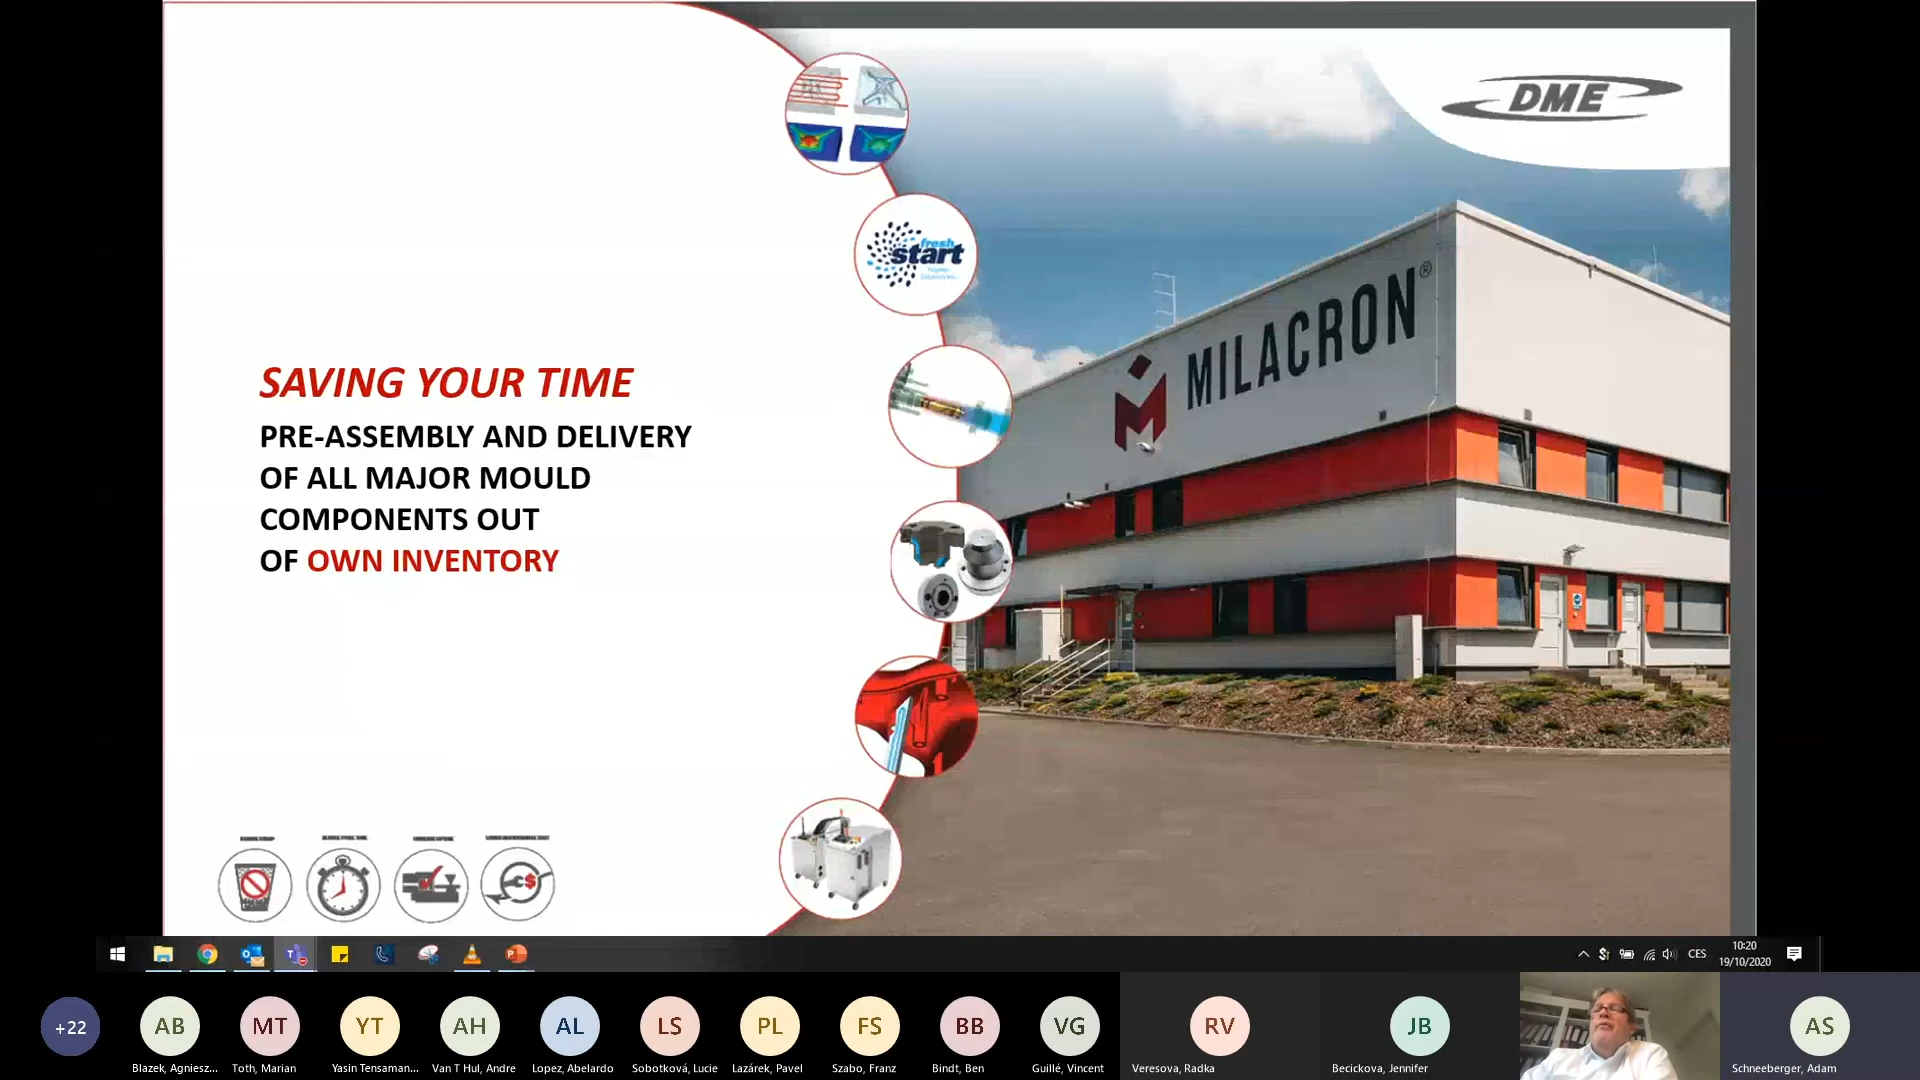 DME
fresh
start
MILACRON®
SAVING YOUR TIME
PRE-ASSEMBLY AND DELIVERY
OF ALL MAJOR MOULD
COMPONENTS OUT
OF OWN INVENTORY
CES
10:20
19/10/2020
+22
AB
MT
YT
AH
AL
LS
PL
FS
BB
VG
RV
JB
AS
Blazek, Agniesz...
Toth, Marian
Yasin Tensaman...
Van T Hul, Andre
Lopez, Abelardo
Sobotková, Lucie
Lazárek, Pavel
Szabo, Franz
Bindt, Ben
Guillé, Vincent
Veresova, Radka
Becickova, Jennifer
Schneeberger, Adam